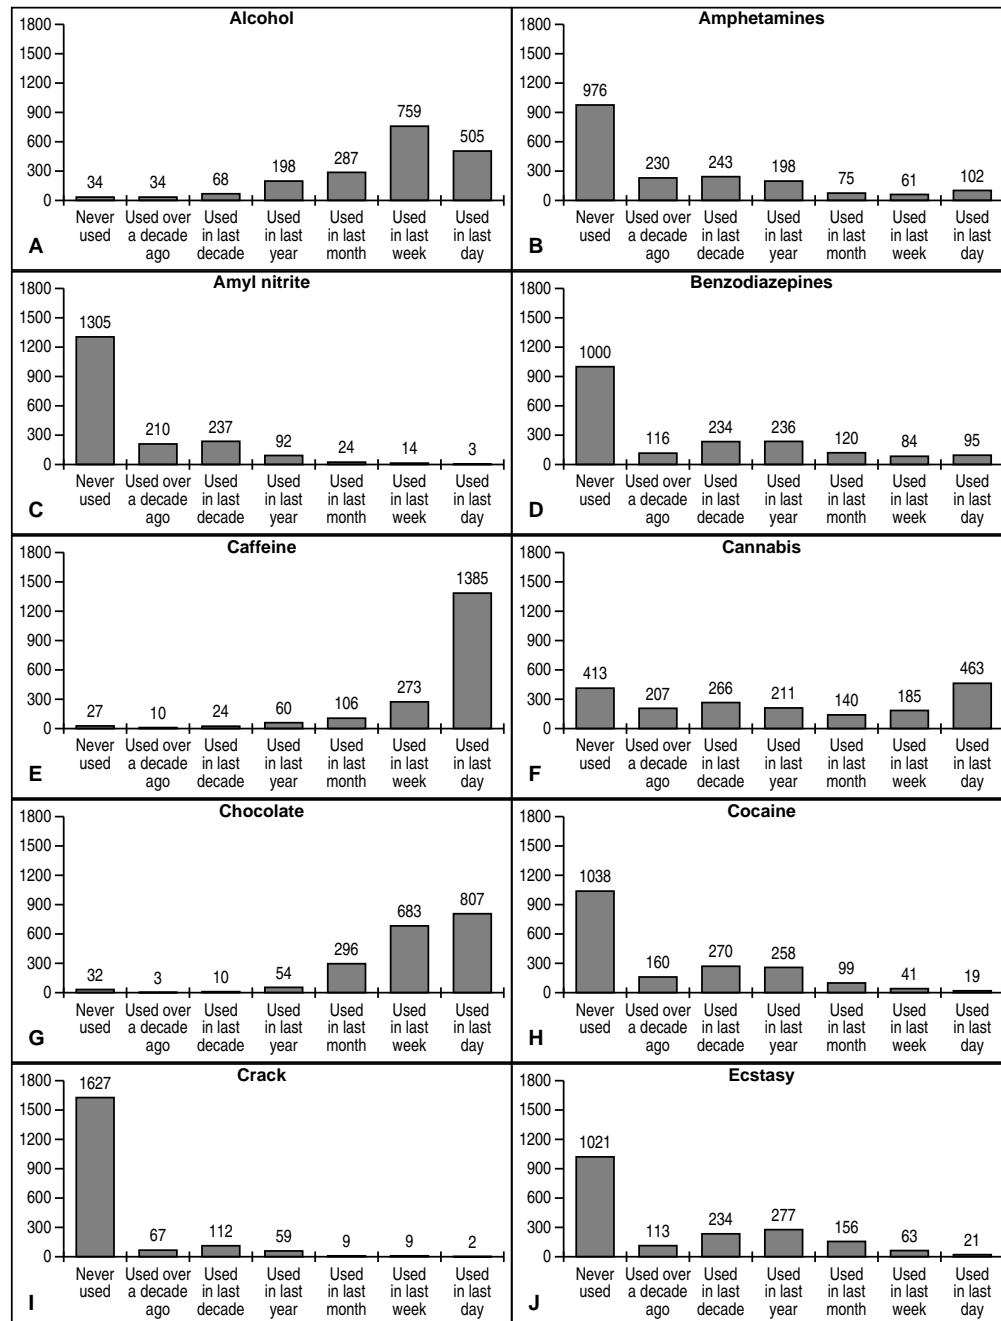 Alcohol
1800
1500
1200
900
600
300
0
34
34
68
198
287
759
505
Never
used
Used over
a decade
ago
Used
in last
decade
Used
in last
year
Used
in last
month
Used
in last
week
Used
in last
day
A
Amphetamines
1800
1500
1200
900
600
300
0
976
230
243
198
75
61
102
Never
used
Used over
a decade
ago
Used
in last
decade
Used
in last
year
Used
in last
month
Used
in last
week
Used
in last
day
B
Amyl nitrite
1800
1500
1200
900
600
300
0
1305
210
237
92
24
14
3
Never
used
Used over
a decade
ago
Used
in last
decade
Used
in last
year
Used
in last
month
Used
in last
week
Used
in last
day
C
Benzodiazepines
1800
1500
1200
900
600
300
0
1000
116
234
236
120
84
95
Never
used
Used over
a decade
ago
Used
in last
decade
Used
in last
year
Used
in last
month
Used
in last
week
Used
in last
day
D
Caffeine
1800
1500
1200
900
600
300
0
27
10
24
60
106
273
1385
Never
used
Used over
a decade
ago
Used
in last
decade
Used
in last
year
Used
in last
month
Used
in last
week
Used
in last
day
E
Cannabis
1800
1500
1200
900
600
300
0
413
207
266
211
140
185
463
Never
used
Used over
a decade
ago
Used
in last
decade
Used
in last
year
Used
in last
month
Used
in last
week
Used
in last
day
F
Chocolate
1800
1500
1200
900
600
300
0
32
3
10
54
296
683
807
Never
used
Used over
a decade
ago
Used
in last
decade
Used
in last
year
Used
in last
month
Used
in last
week
Used
in last
day
G
Cocaine
1800
1500
1200
900
600
300
0
1038
160
270
258
99
41
19
Never
used
Used over
a decade
ago
Used
in last
decade
Used
in last
year
Used
in last
month
Used
in last
week
Used
in last
day
H
Crack
1800
1500
1200
900
600
300
0
1627
67
112
59
9
9
2
Never
used
Used over
a decade
ago
Used
in last
decade
Used
in last
year
Used
in last
month
Used
in last
week
Used
in last
day
I
Ecstasy
1800
1500
1200
900
600
300
0
1021
113
234
277
156
63
21
Never
used
Used over
a decade
ago
Used
in last
decade
Used
in last
year
Used
in last
month
Used
in last
week
Used
in last
day
J